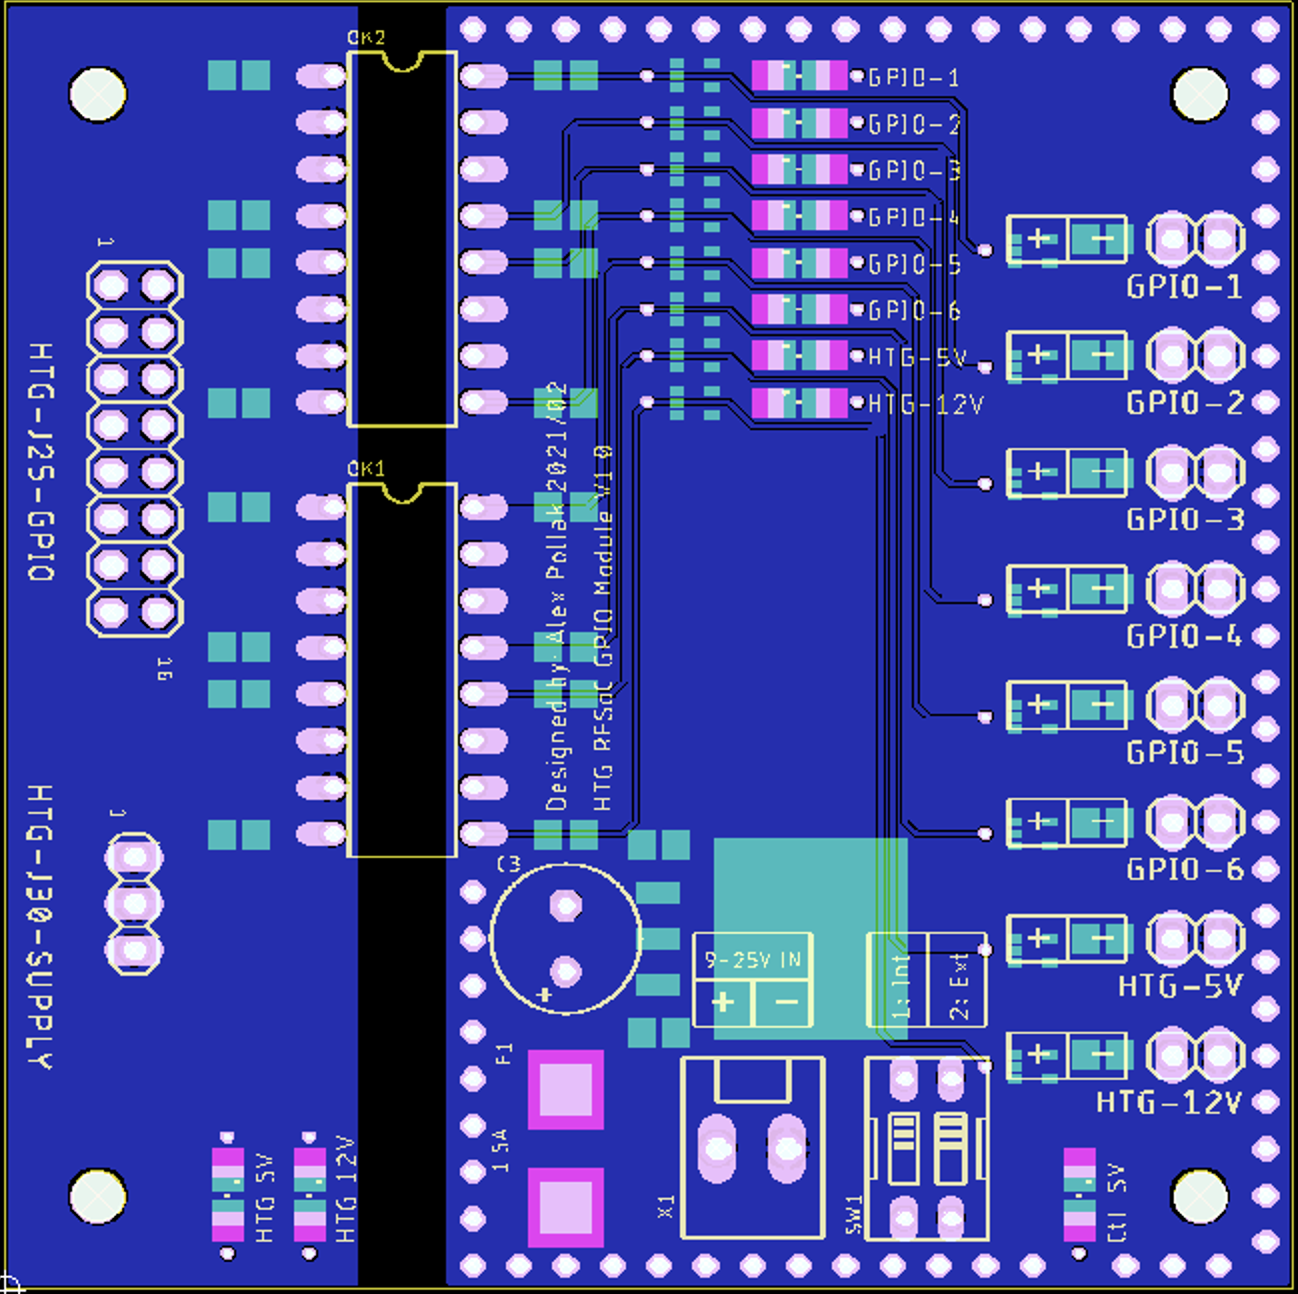 OK2
GPIO-1
GPIO-2
GPIO-3
GPIO-4
GPIO-5
GPIO-6
HTG-5V
HTG-12V
1
HTG-J25-GPIO
16
OK1
Designed by: Alex Pollak 2021/02
HTG RFSoC GPIO Module V1.0
+ -
GPIO-1
+ -
GPIO-2
+ -
GPIO-3
+ -
GPIO-4
+ -
GPIO-5
+ -
GPIO-6
+ -
HTG-5V
+ -
HTG-12V
1
HTG-J30-SUPPLY
C3
+
9-25V IN
+ -
1: Int
2: Ext
F1
X1
SW1
HTG 5V
HTG 12V
Ctl 5V